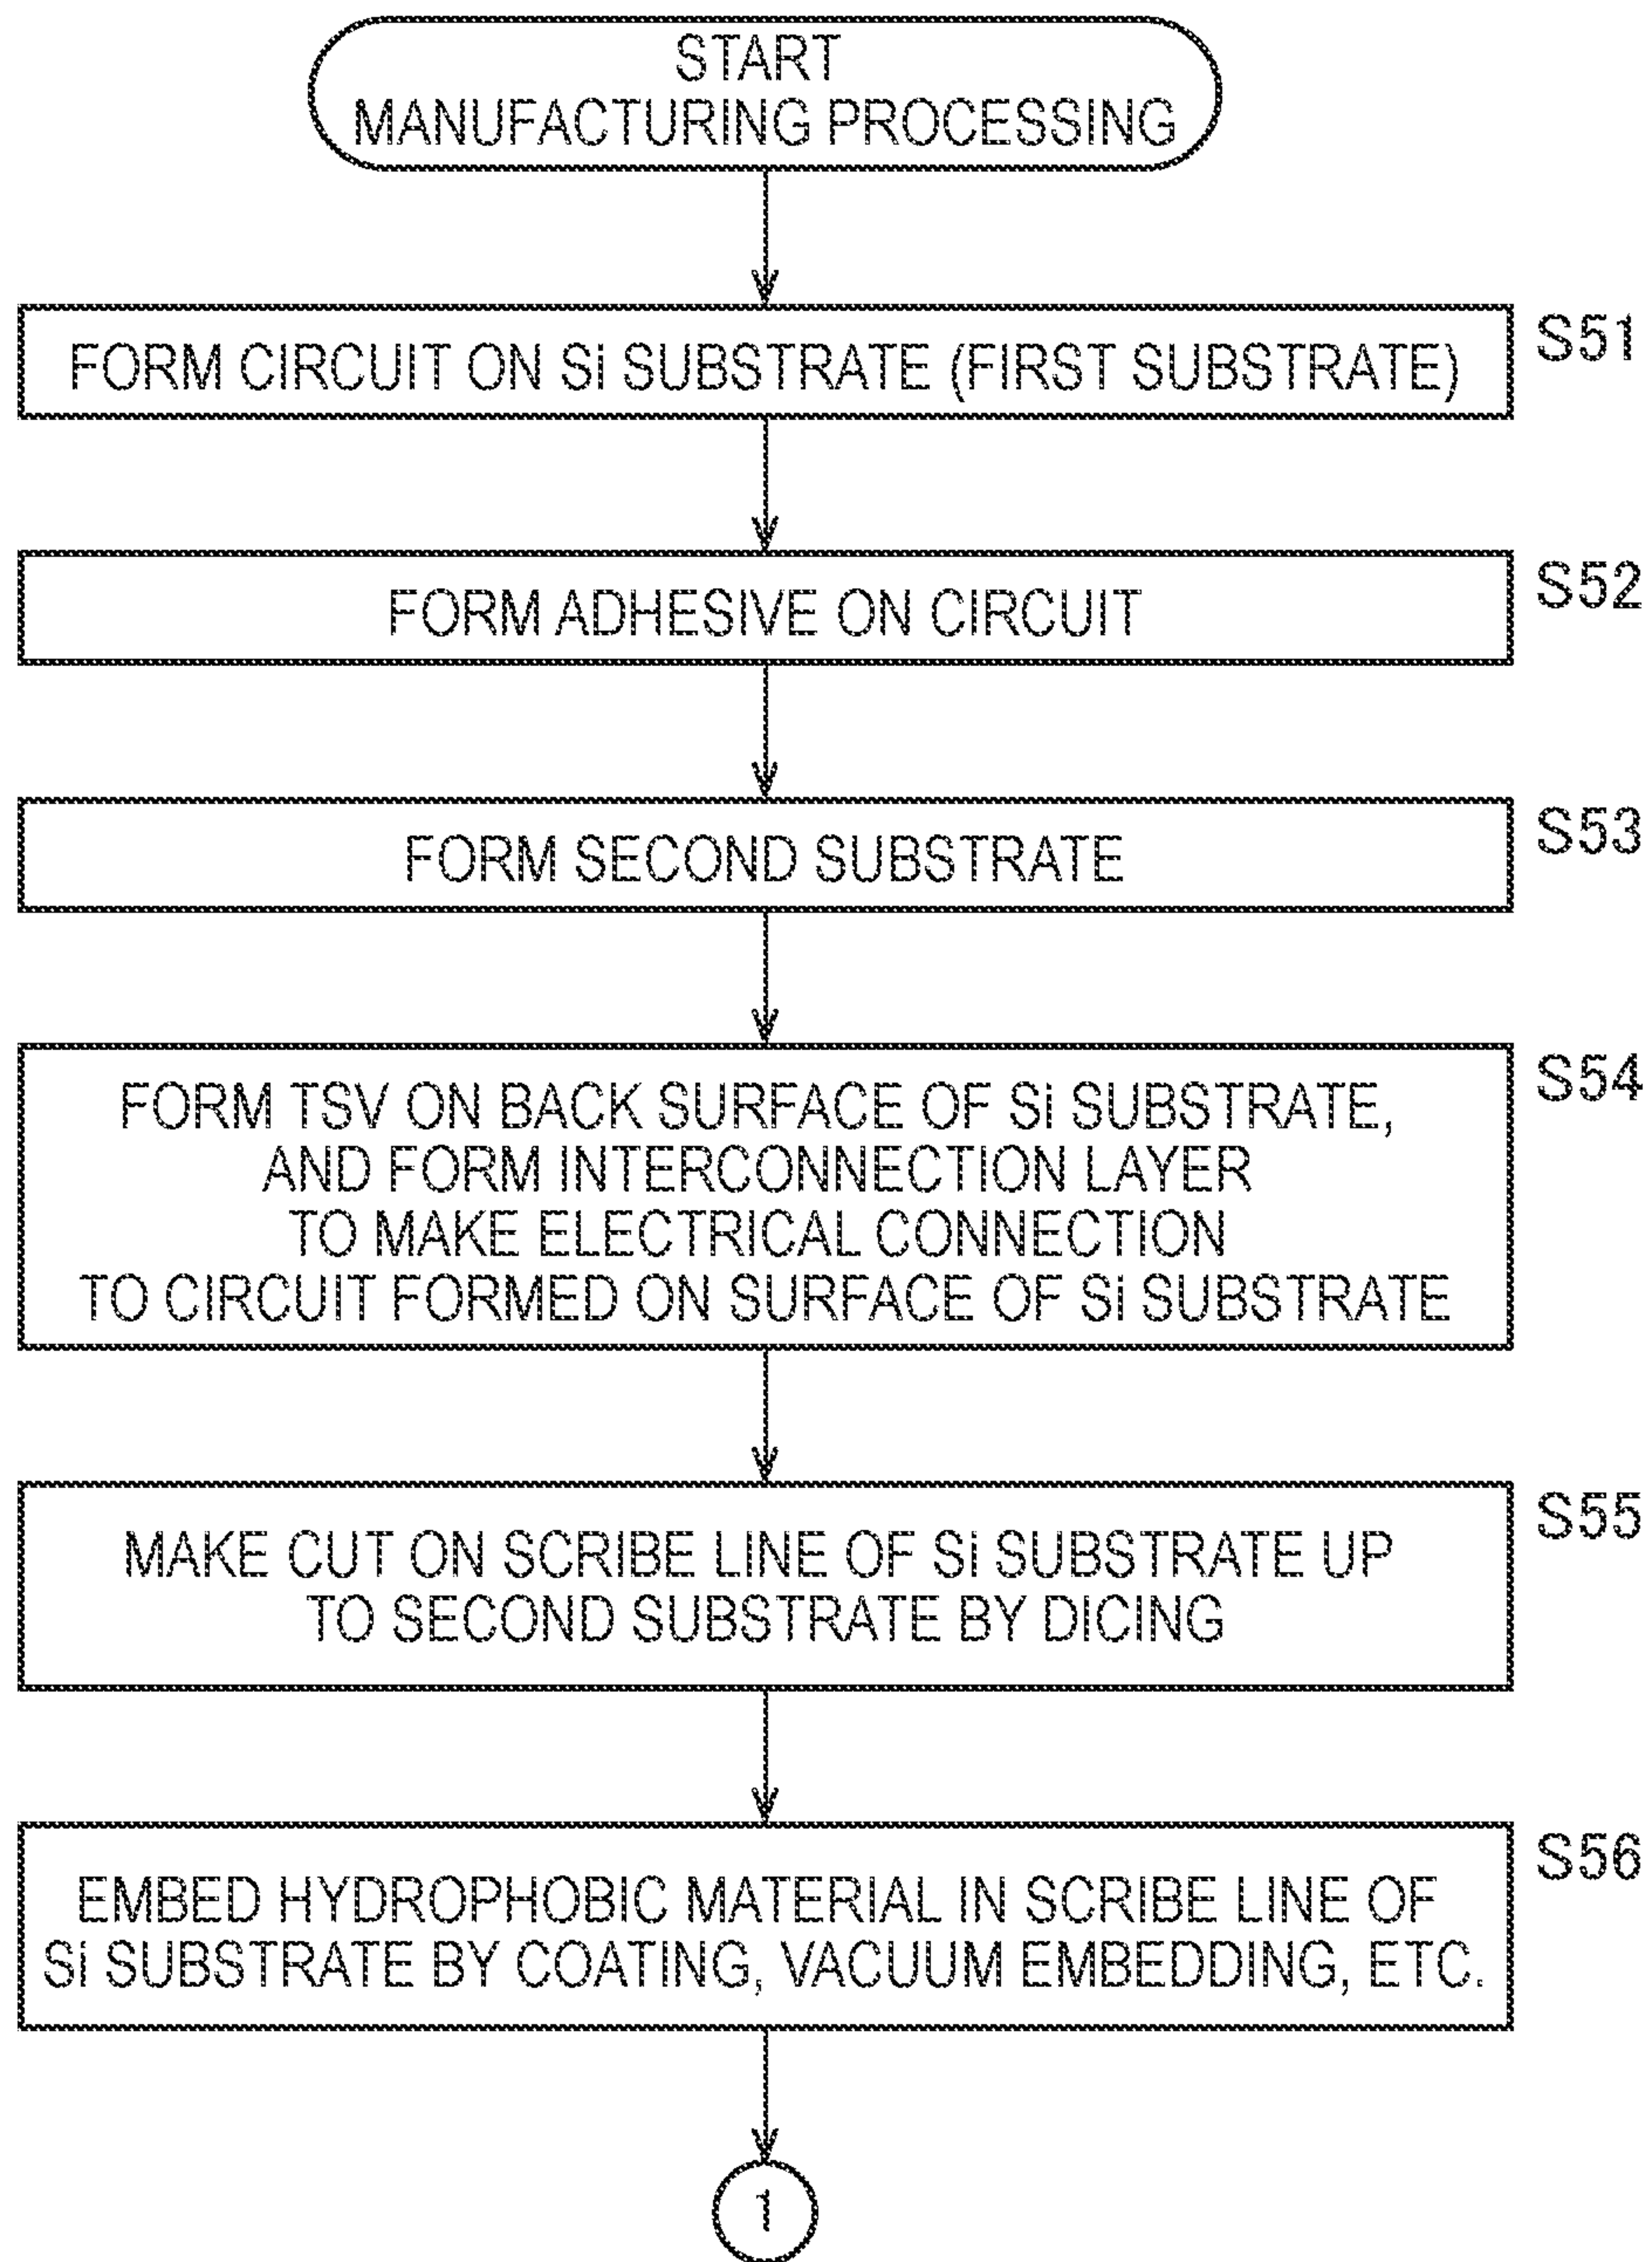 START
MANUFACTURING PROCESSING
FORM CIRCUIT ON Si SUBSTRATE (FIRST SUBSTRATE)
S51
FORM ADHESIVE ON CIRCUIT
S52
FORM SECOND SUBSTRATE
S53
FORM TSV ON BACK SURFACE OF Si SUBSTRATE,
AND FORM INTERCONNECTION LAYER
TO MAKE ELECTRICAL CONNECTION
TO CIRCUIT FORMED ON SURFACE OF Si SUBSTRATE
S54
MAKE CUT ON SCRIBE LINE OF Si SUBSTRATE UP
TO SECOND SUBSTRATE BY DICING
S55
EMBED HYDROPHOBIC MATERIAL IN SCRIBE LINE OF
Si SUBSTRATE BY COATING, VACUUM EMBEDDING, ETC.
S56
1